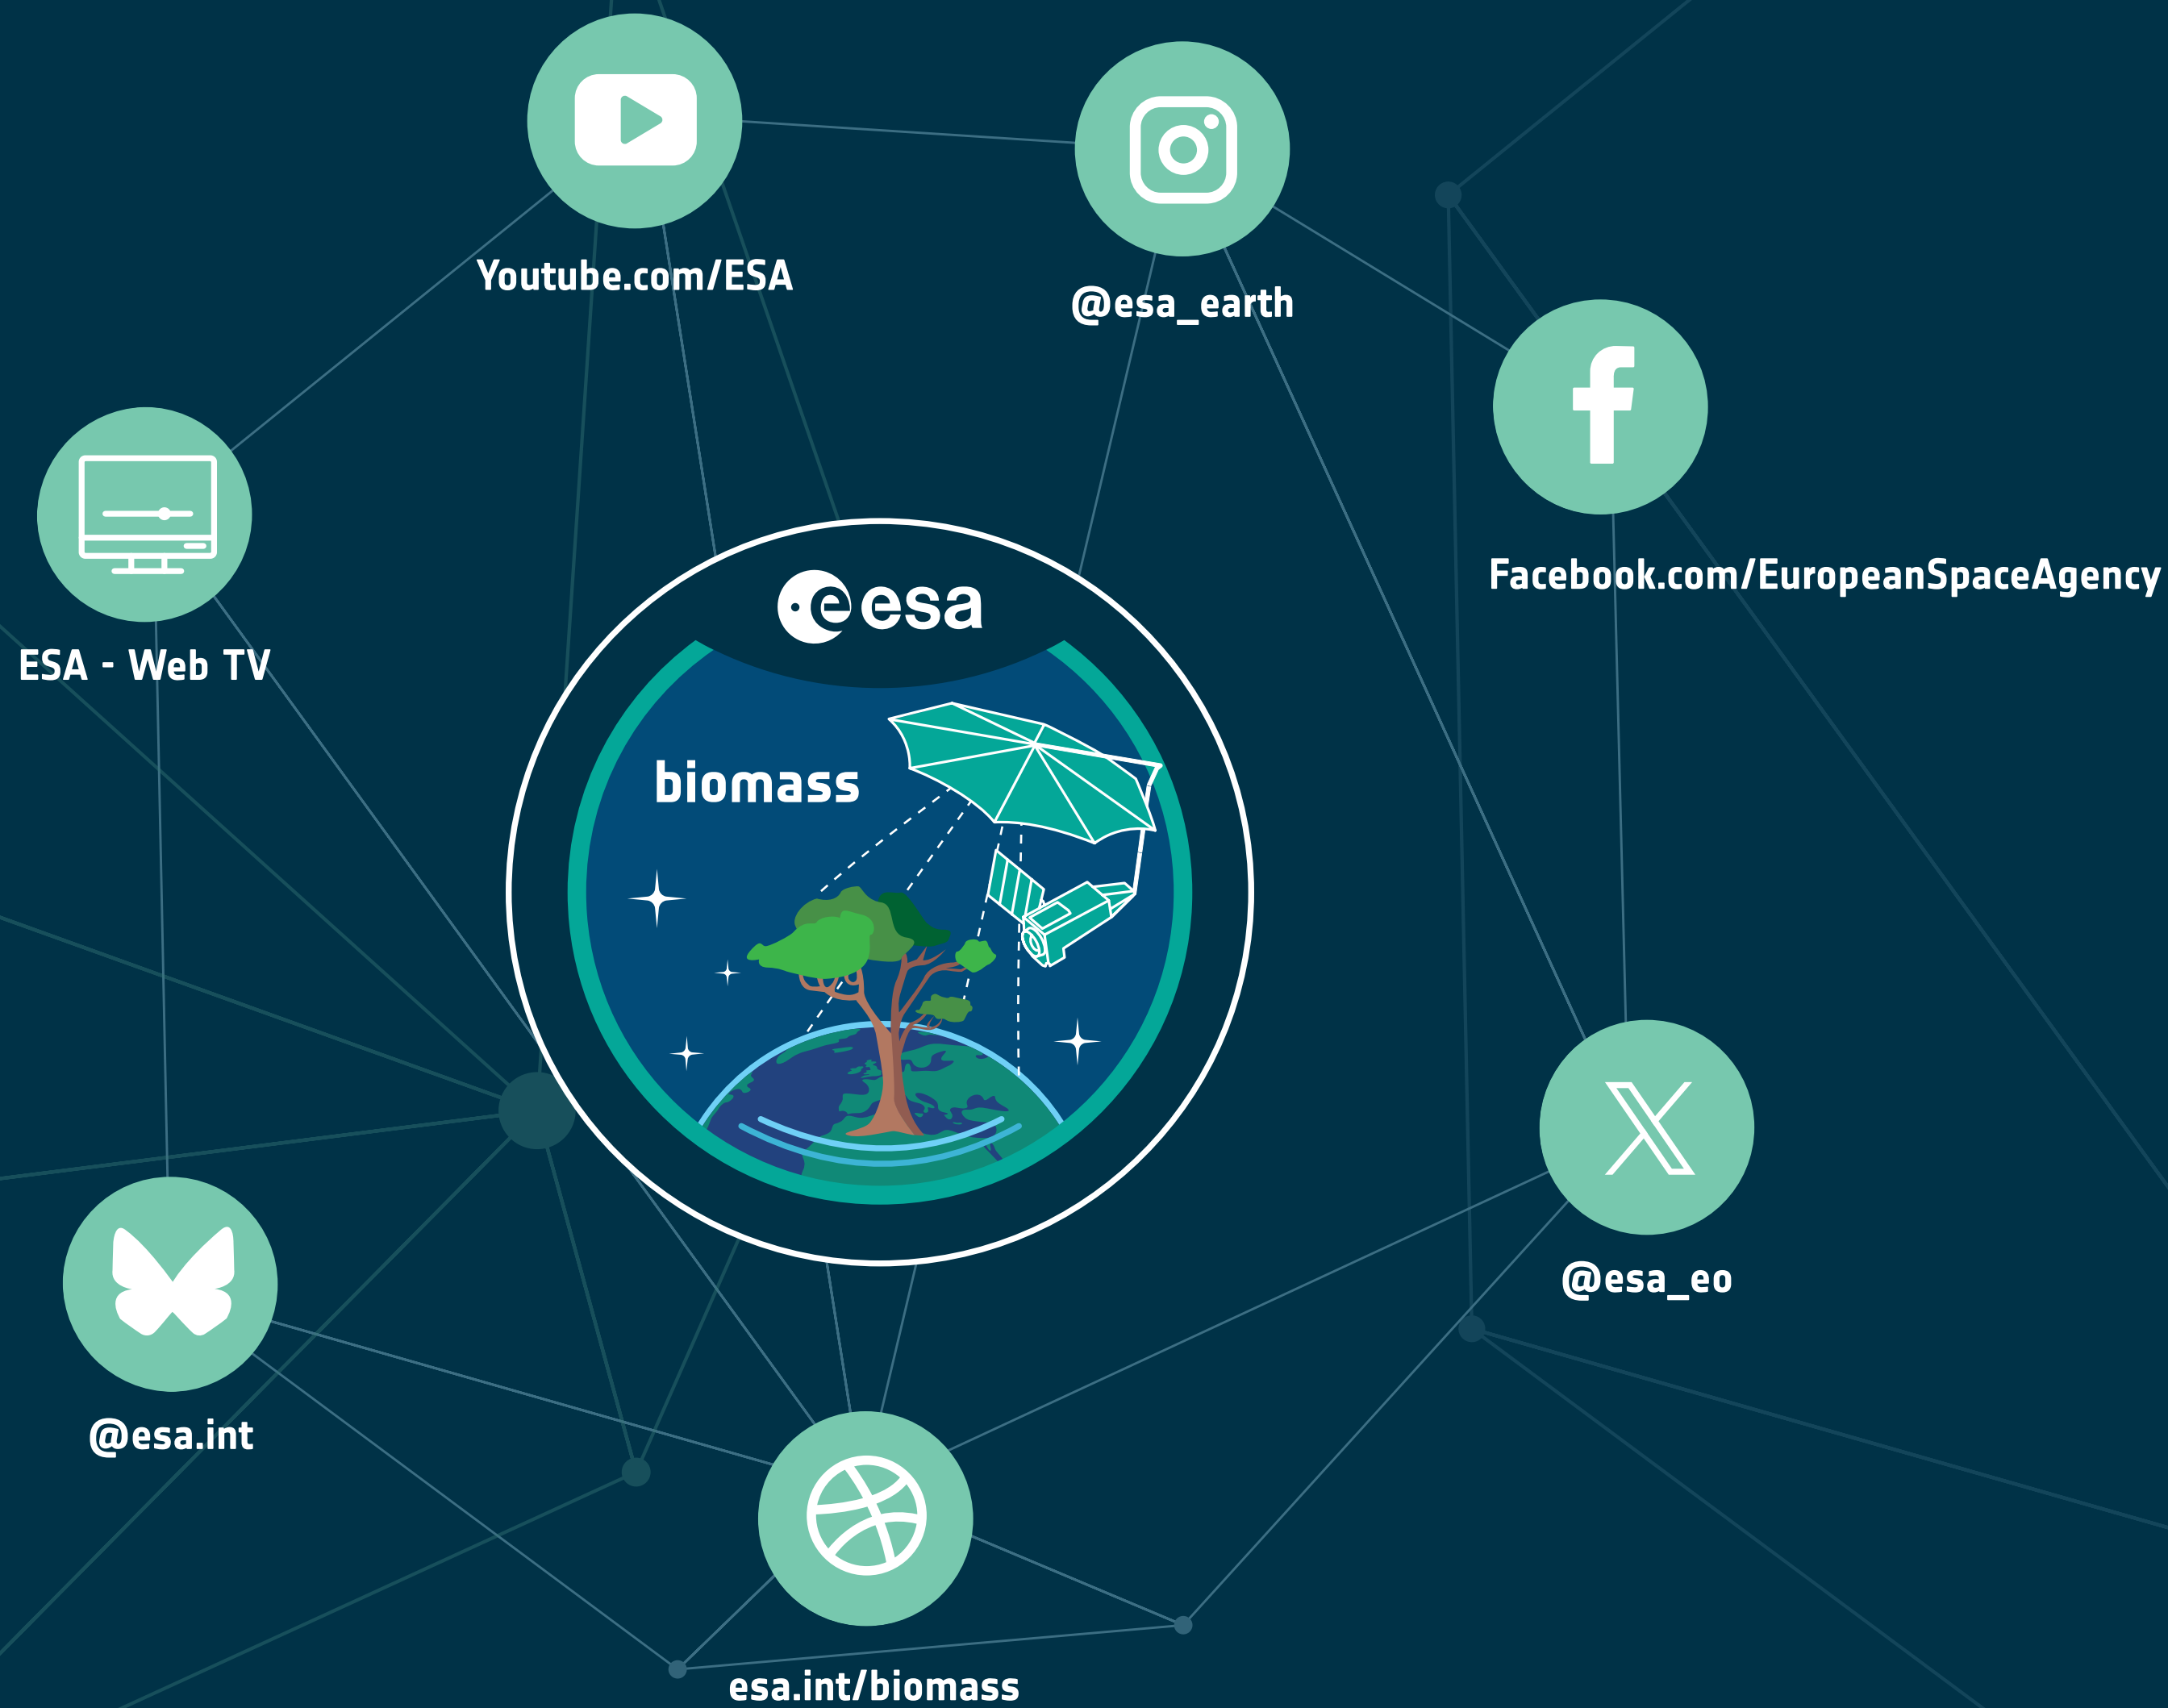 Youtube.com/ESA
@esa_earth
Facebook.com/EuropeanSpaceAgency
ESA - Web TV
esa
biomass
@esa_eo
@esa.int
esa.int/biomass